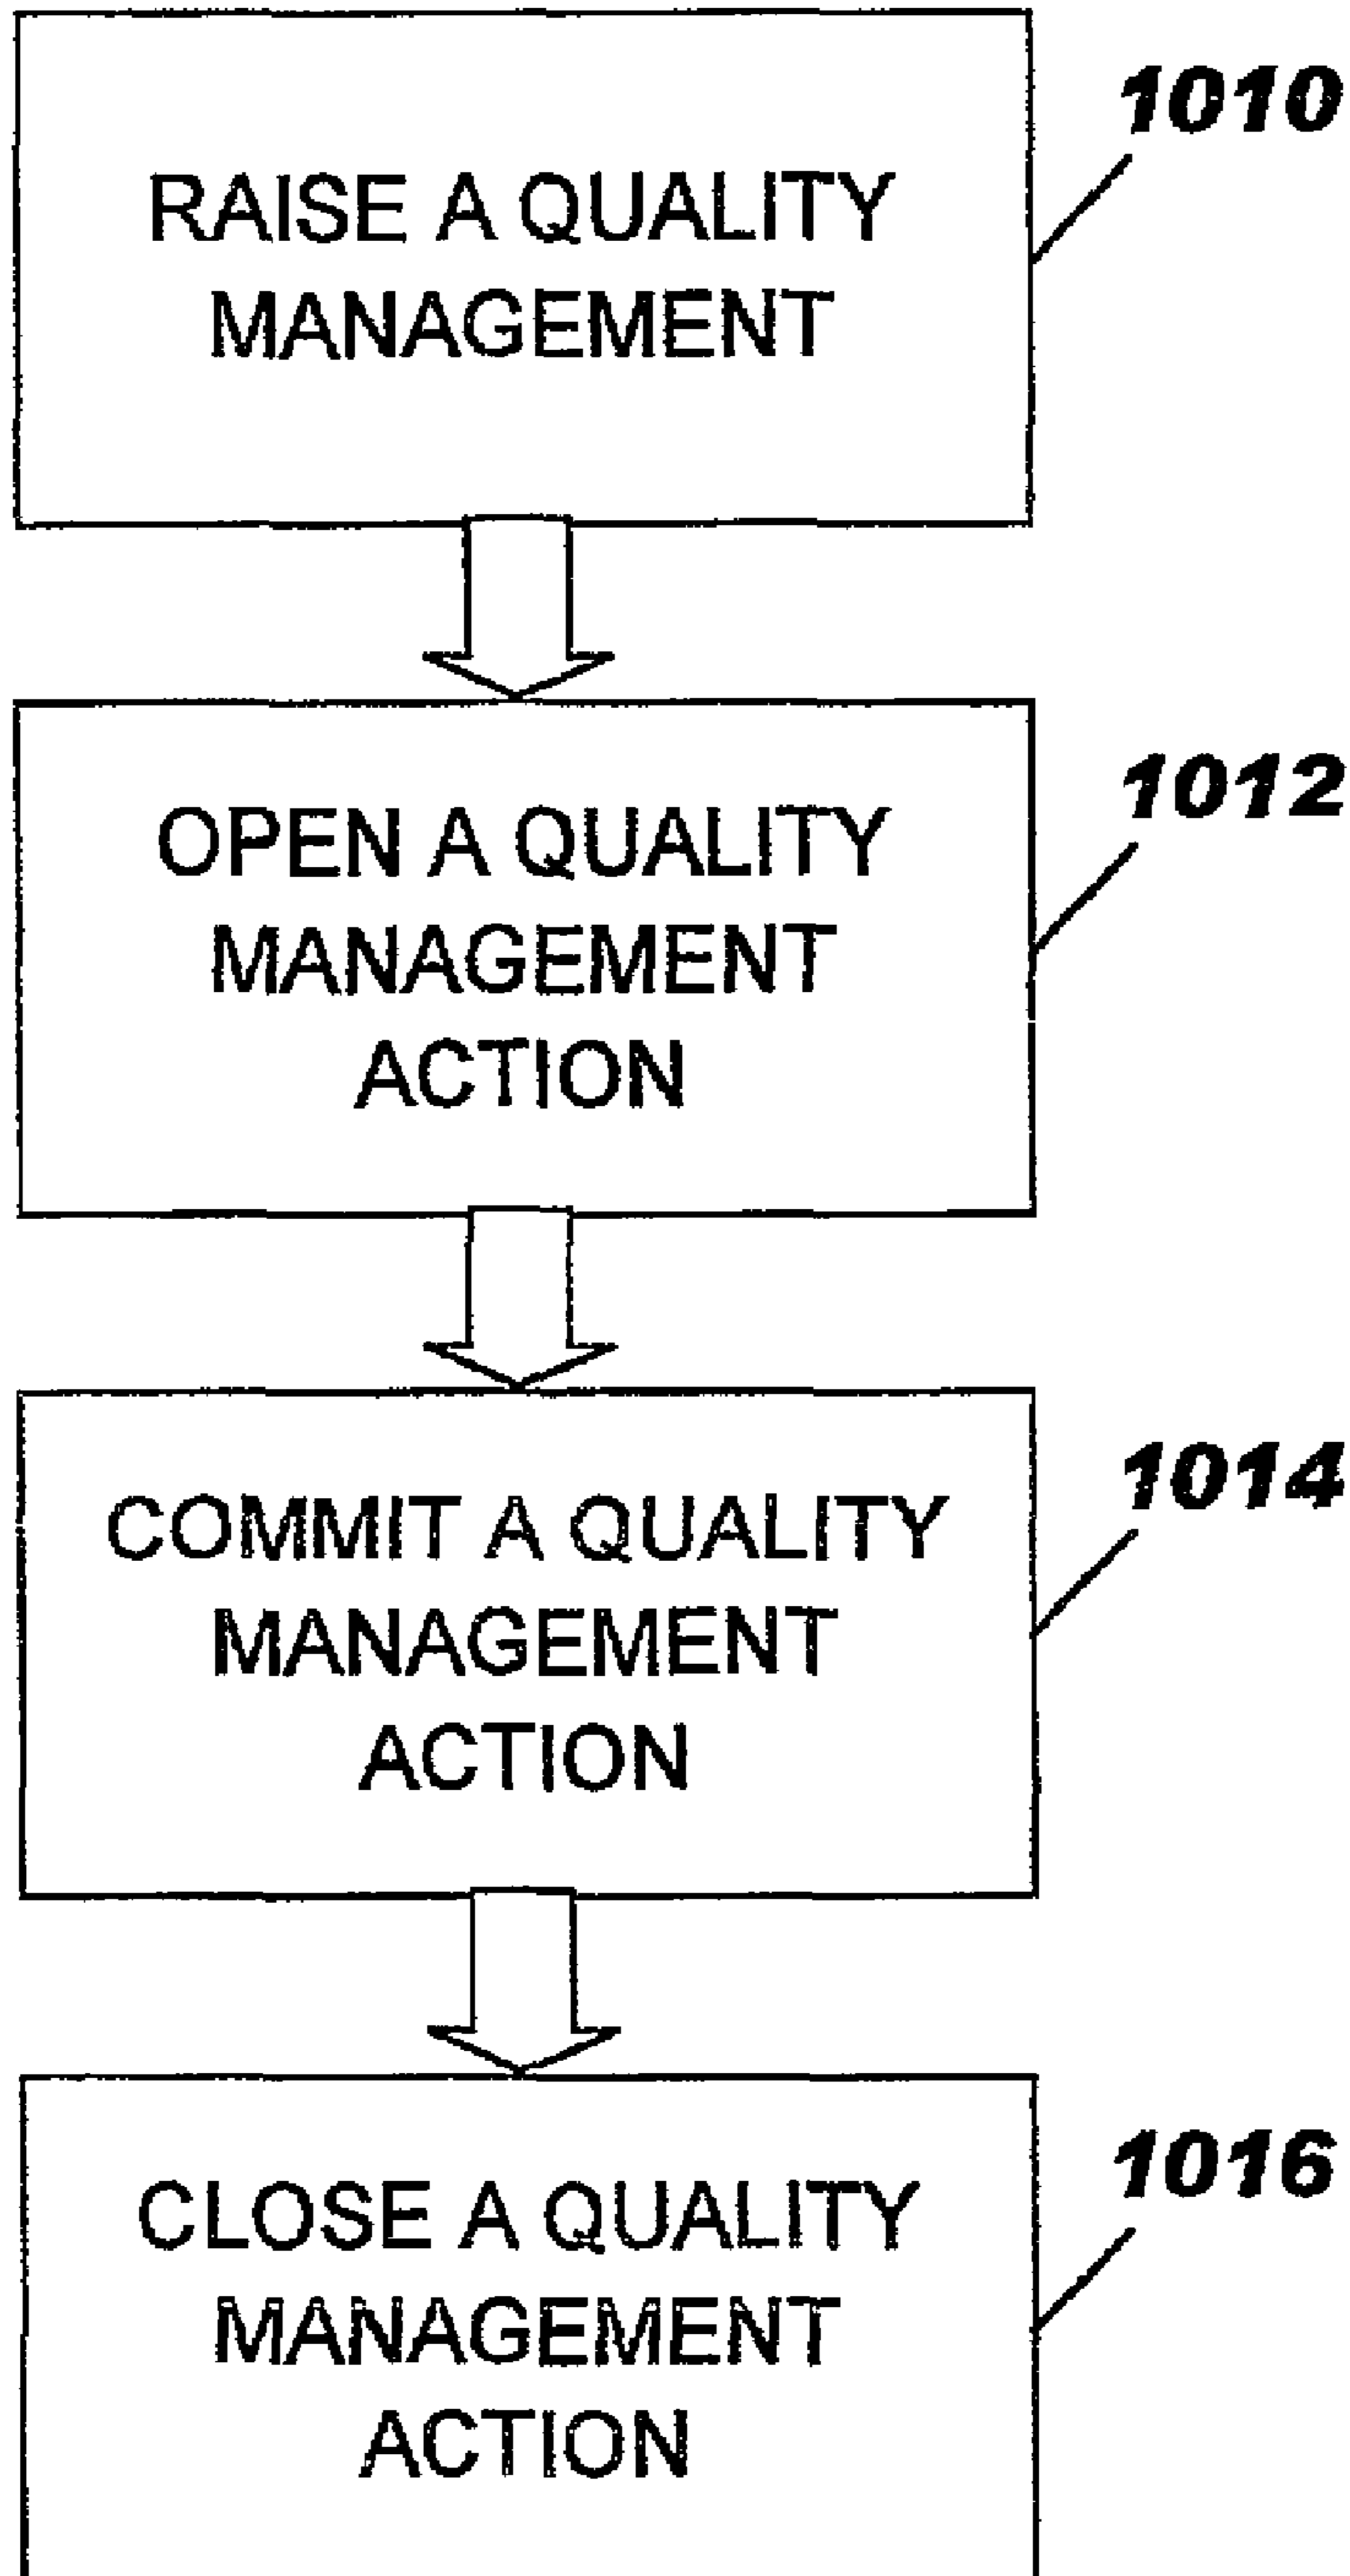 RAISE A QUALITY
MANAGEMENT
1010
OPEN A QUALITY
MANAGEMENT
ACTION
1012
COMMIT A QUALITY
MANAGEMENT
ACTION
1014
CLOSE A QUALITY
MANAGEMENT
ACTION
1016